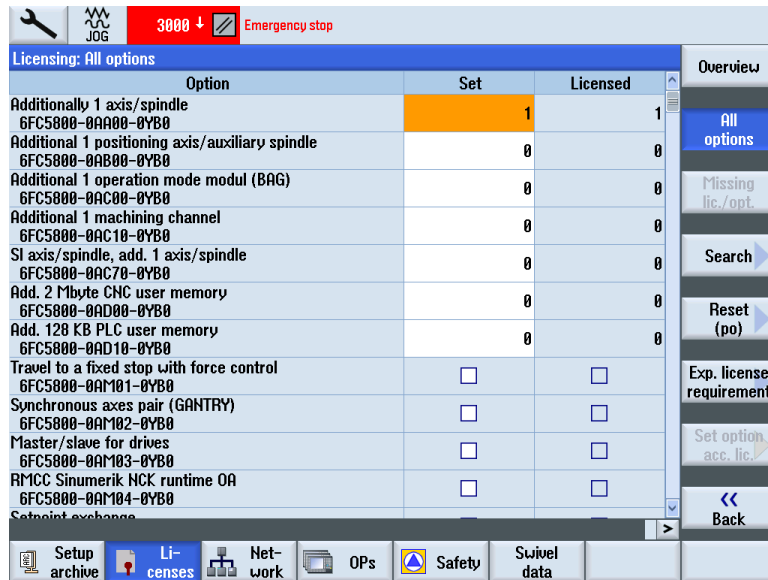 JOG
3000 ↓ Emergency stop
Licensing: All options
Option Set Licensed
Additionally 1 axis/spindle
6FC5800-0AA00-0YB0 1 1
Additional 1 positioning axis/auxiliary spindle
6FC5800-0AB00-0YB0 0 0
Additional 1 operation mode modul (BAG)
6FC5800-0AC00-0YB0 0 0
Additional 1 machining channel
6FC5800-0AC10-0YB0 0 0
SI axis/spindle, add. 1 axis/spindle
6FC5800-0AC70-0YB0 0 0
Add. 2 Mbyte CNC user memory
6FC5800-0AD00-0YB0 0 0
Add. 128 KB PLC user memory
6FC5800-0AD10-0YB0 0 0
Travel to a fixed stop with force control
6FC5800-0AM01-0YB0
Synchronous axes pair (GANTRY)
6FC5800-0AM02-0YB0
Master/slave for drives
6FC5800-0AM03-0YB0
RMCC Sinumerik NCK runtime OA
6FC5800-0AM04-0YB0
Setpoint exchange
Overview
All
options
Missing
lic./opt.
Search
Reset
(po)
Exp. license
requirement
Set option
acc. lic.
<<
Back
Setup
archive
Li-
censes
Net-
work
OPs
Safety
Swivel
data